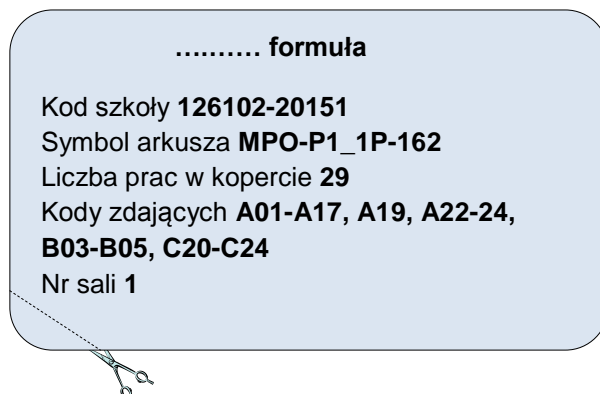 ………. formuła
Kod szkoły 126102-20151
Symbol arkusza MPO-P1_1P-162
Liczba prac w kopercie 29
Kody zdających A01-A17, A19, A22-24,
B03-B05, C20-C24
Nr sali 1